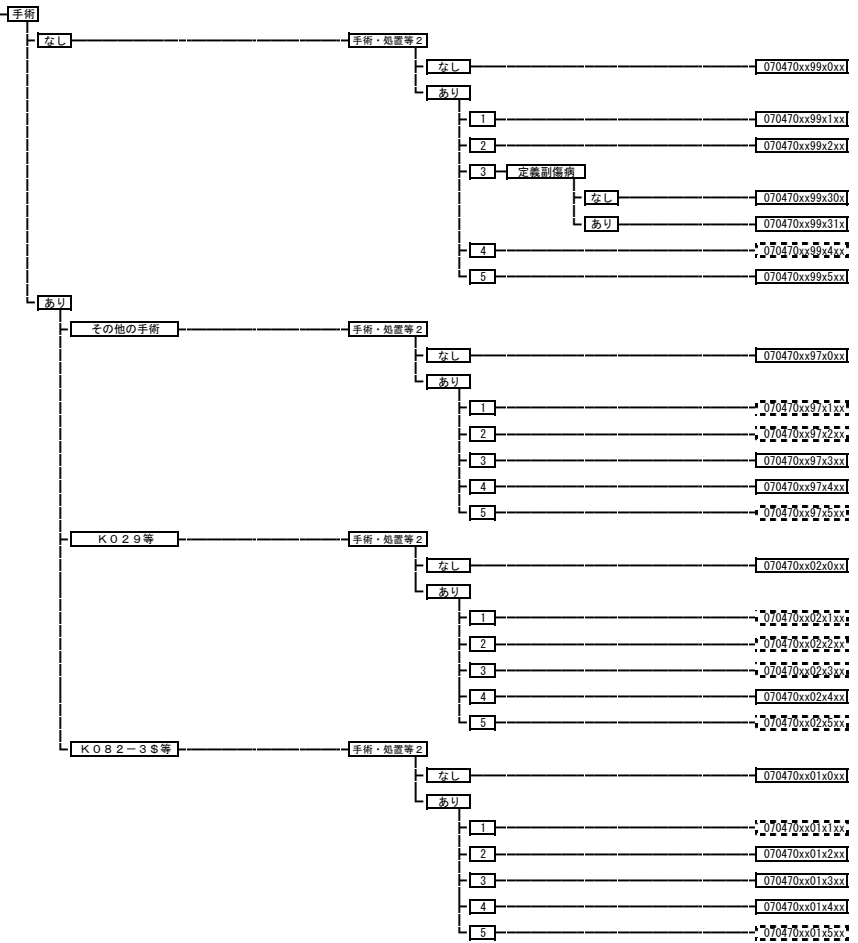 手術
なし 手術・処置等2
なし 070470xx99x0xx
あり
1 070470xx99x1xx
2 070470xx99x2xx
3 定義副傷病
なし 070470xx99x30x
あり 070470xx99x31x
4 070470xx99x4xx
5 070470xx99x5xx
あり
その他の手術 手術・処置等2
なし 070470xx97x0xx
あり
1 070470xx97x1xx
2 070470xx97x2xx
3 070470xx97x3xx
4 070470xx97x4xx
5 070470xx97x5xx
K029等 手術・処置等2
なし 070470xx02x0xx
あり
1 070470xx02x1xx
2 070470xx02x2xx
3 070470xx02x3xx
4 070470xx02x4xx
5 070470xx02x5xx
K082-3$等 手術・処置等2
なし 070470xx01x0xx
あり
1 070470xx01x1xx
2 070470xx01x2xx
3 070470xx01x3xx
4 070470xx01x4xx
5 070470xx01x5xx